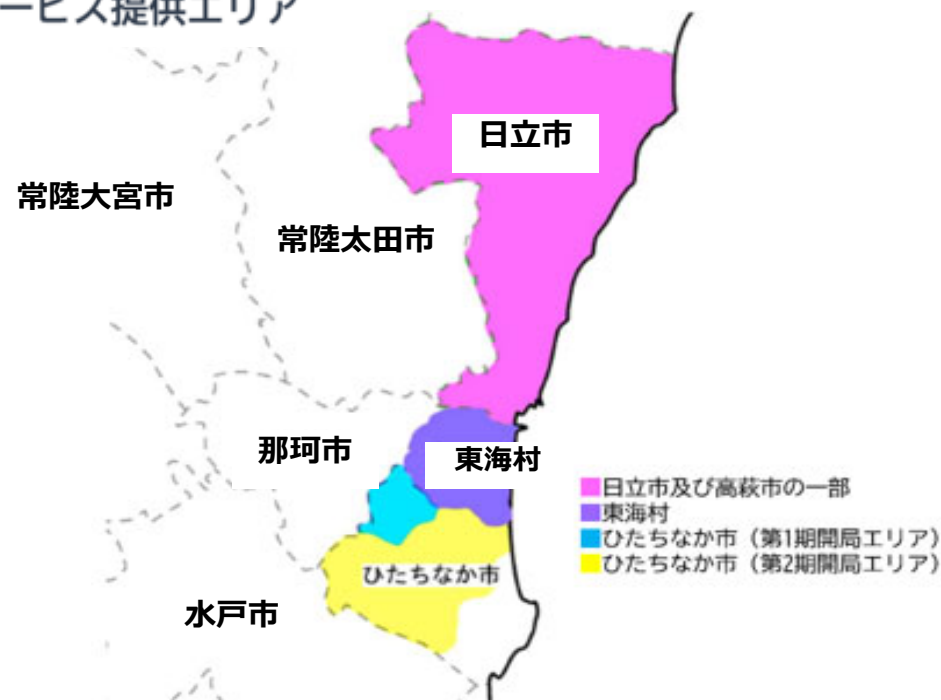 ービス提供エリア
日立市
常陸大宮市
常陸太田市
那珂市
東海村
日立市及び高萩市の一部
東海村
ひたちなか市（第1期開局エリア）
ひたちなか市（第2期開局エリア）
ひたちなか市
水戸市